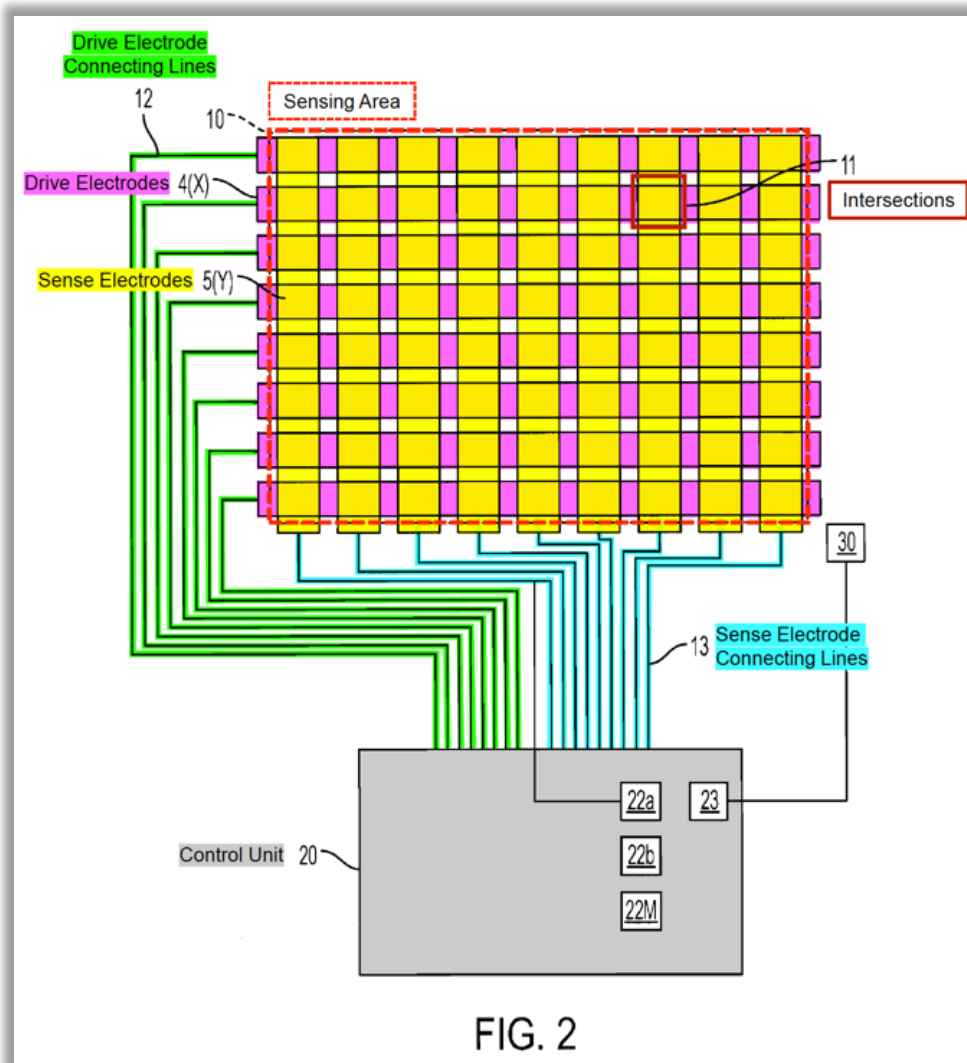 Drive Electrode
Connecting Lines
12
Sensing Area
10
11
Drive Electrodes 4(X)
Intersections
Sense Electrodes 5(Y)
30
13 Sense Electrode
Connecting Lines
22a 23
Control Unit 20
22b
22M
FIG. 2